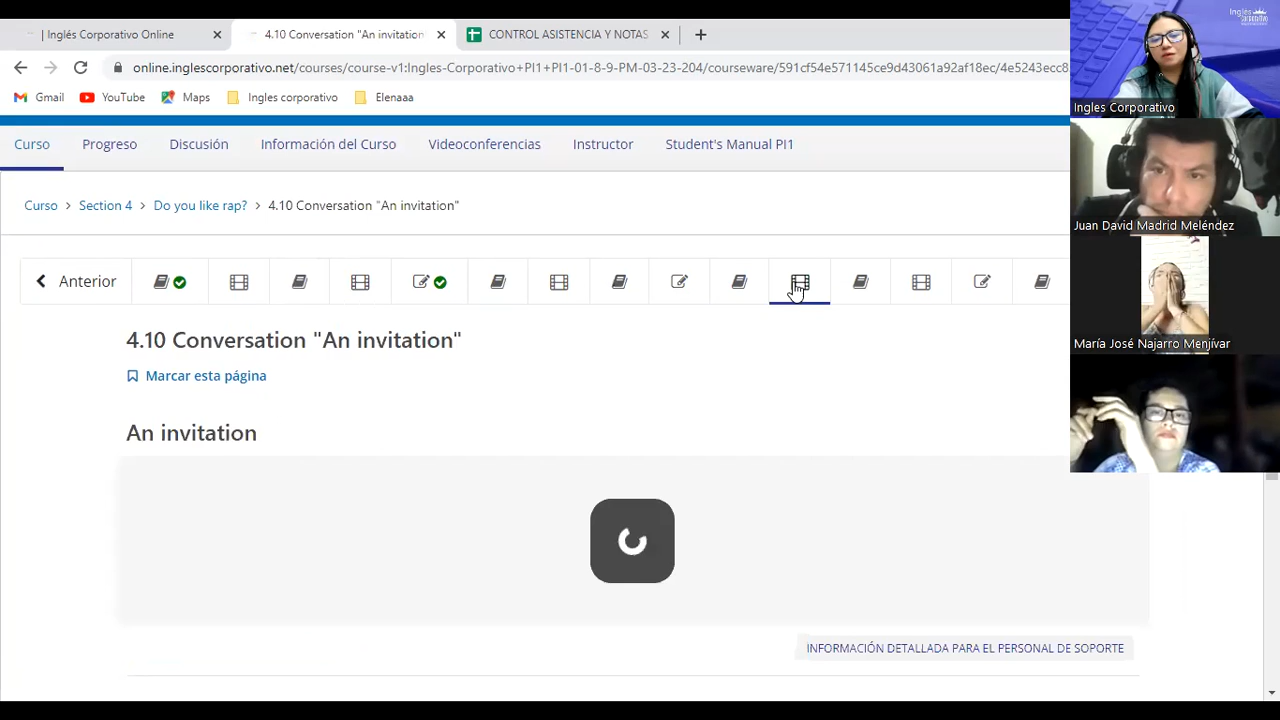 | Inglés Corporativo Online
4.10 Conversation "An invitation
CONTROL ASISTENCIA Y NOTAS
online.inglescorporativo.net/courses/course-v1:Ingles-Corporativo+PI1+PI1-01-8-9-PM-03-23-204/courseware/591cf54e571145ce9d43061a92af18ec/4e5243ecc8
Gmail
YouTube
Maps
Ingles corporativo
Elenaaa
Curso
Progreso
Discusión
Información del Curso
Videoconferencias
Instructor
Student's Manual PI1
Curso > Section 4 > Do you like rap? > 4.10 Conversation "An invitation"
Anterior
4.10 Conversation "An invitation"
Marcar esta página
An invitation
INFORMACIÓN DETALLADA PARA EL PERSONAL DE SOPORTE
Ingles
Ingles Corporativo
Juan David Madrid Meléndez
María José Najarro Menjívar